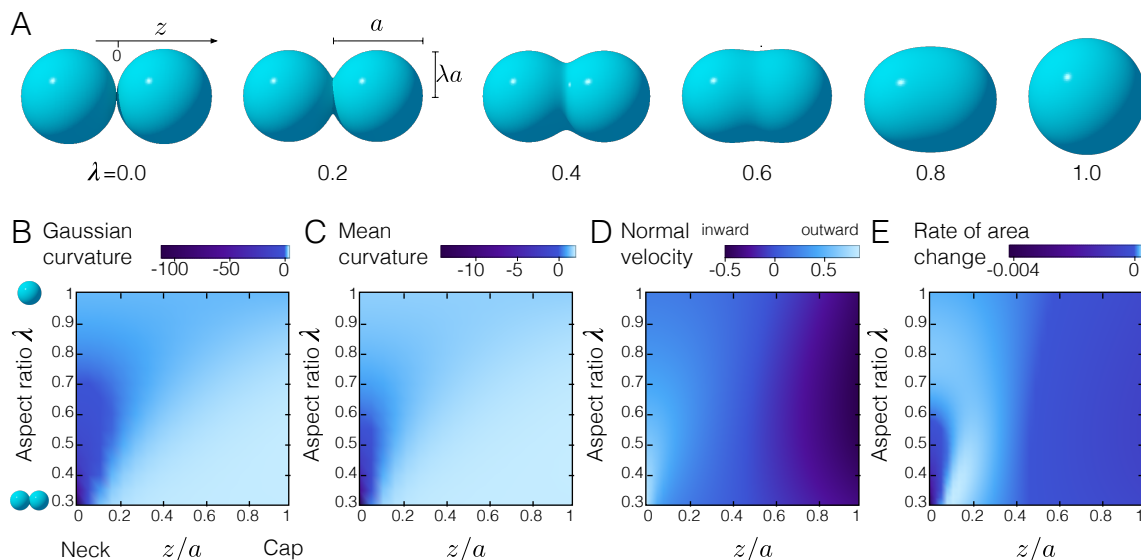 A
z
0
a
λa
λ=0.0
0.2
0.4
0.6
0.8
1.0
B Gaussian curvature
-100 -50 0
C Mean curvature
-10 -5 0
D Normal velocity
inward outward
-0.5 0 0.5
E Rate of area change
-0.004 0
Aspect ratio λ
1
0.9
0.8
0.7
0.6
0.5
0.4
0.3
0 0.2 0.4 0.6 0.8 1
Neck z/a Cap
Aspect ratio λ
1
0.9
0.8
0.7
0.6
0.5
0.4
0.3
0 0.2 0.4 0.6 0.8 1
z/a
Aspect ratio λ
1
0.9
0.8
0.7
0.6
0.5
0.4
0.3
0 0.2 0.4 0.6 0.8 1
z/a
Aspect ratio λ
1
0.9
0.8
0.7
0.6
0.5
0.4
0.3
0 0.2 0.4 0.6 0.8 1
z/a